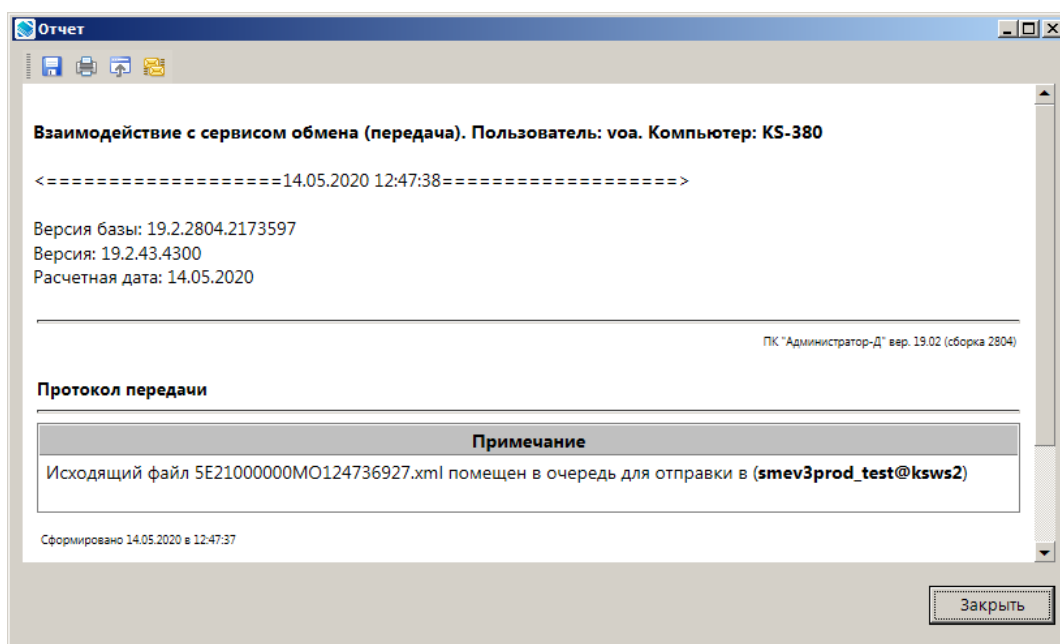 Отчет
Взаимодействие с сервисом обмена (передача). Пользователь: voa. Компьютер: KS-380
<===================14.05.2020 12:47:38===================>
Версия базы: 19.2.2804.2173597
Версия: 19.2.43.4300
Расчетная дата: 14.05.2020
ПК "Администратор-Д" вер. 19.02 (сборка 2804)
Протокол передачи
Примечание
Исходящий файл 5E21000000MO124736927.xml помещен в очередь для отправки в (smev3prod_test@ksws2)
Сформировано 14.05.2020 в 12:47:37
Закрыть